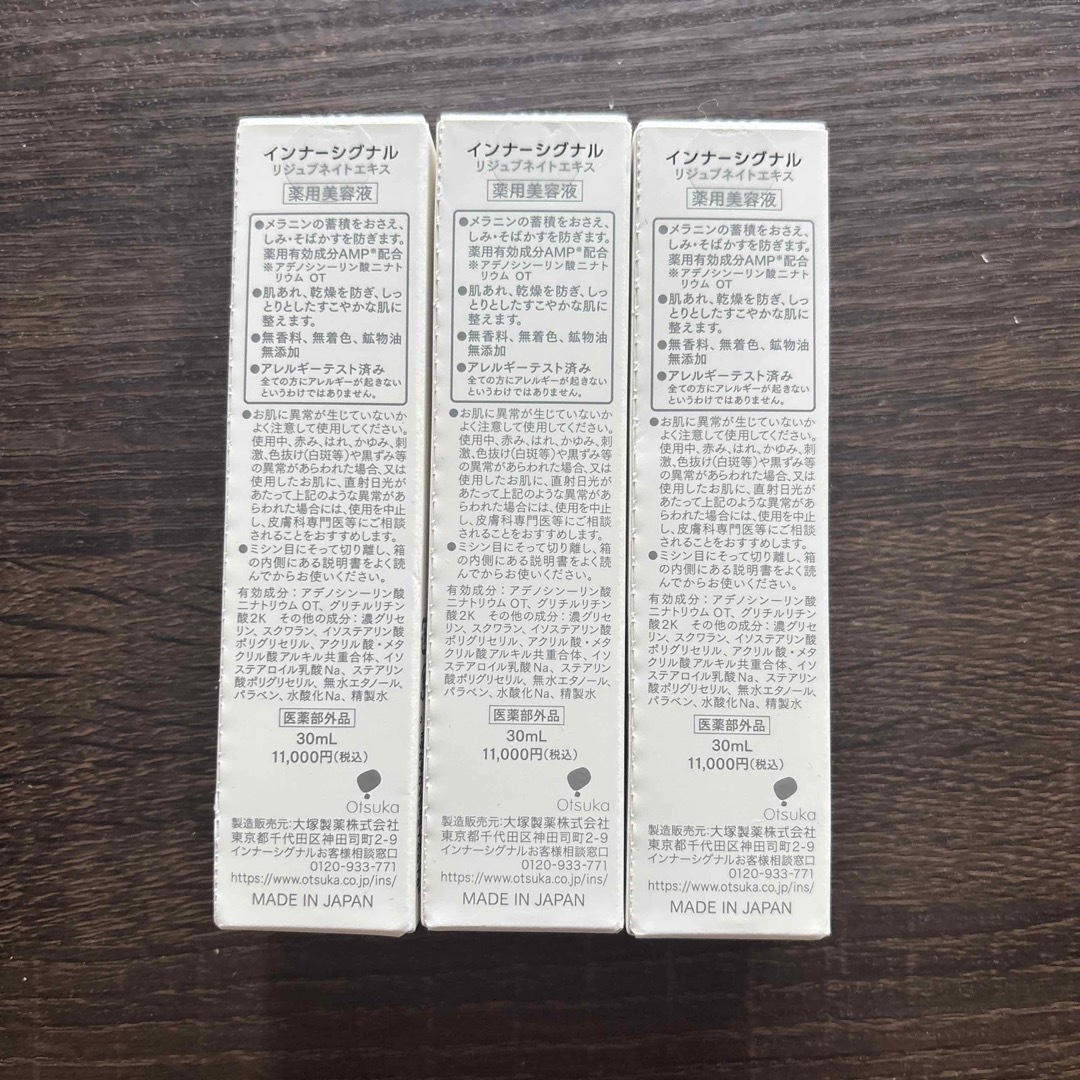 インナーシグナル
リジュブネイトエキス
薬用美容液
●メラニンの蓄積をおさえ、
しみ・そばかすを防ぎます。
薬用有効成分AMP※配合
※アデノシン一リン酸二ナト
リウム OT
●肌あれ、乾燥を防ぎ、しっ
とりとしたすこやかな肌に
整えます。
●無香料、無着色、鉱物油
無添加
●アレルギーテスト済み
全ての方にアレルギーが起きない
というわけではありません。
●お肌に異常が生じていないか
よく注意して使用してください。
使用中、赤み、はれ、かゆみ、刺
激、色抜け(白斑等)や黒ずみ等
の異常があらわれた場合、又は
使用したお肌に、直射日光が
あたって上記のような異常があ
らわれた場合には、使用を中止
し、皮膚科専門医等にご相談
されることをおすすめします。
●ミシン目にそって切り離し、箱
の内側にある説明書をよく読
んでからお使いください。
有効成分：アデノシン一リン酸
二ナトリウム OT、グリチルリチン
酸2K その他の成分：濃グリセ
リン、スクワラン、イソステアリン酸
ポリグリセリル、アクリル酸・メタ
クリル酸アルキル共重合体、イソ
ステアロイル乳酸Na、ステアリン
酸ポリグリセリル、無水エタノール、
パラベン、水酸化Na、精製水
医薬部外品
30mL
11,000円(税込)
Otsuka
製造販売元：大塚製薬株式会社
東京都千代田区神田司町2-9
インナーシグナルお客様相談窓口
0120-933-771
https://www.otsuka.co.jp/ins/
MADE IN JAPAN
インナーシグナル
リジュブネイトエキス
薬用美容液
●メラニンの蓄積をおさえ、
しみ・そばかすを防ぎます。
薬用有効成分AMP※配合
※アデノシン一リン酸二ナト
リウム OT
●肌あれ、乾燥を防ぎ、しっ
とりとしたすこやかな肌に
整えます。
●無香料、無着色、鉱物油
無添加
●アレルギーテスト済み
全ての方にアレルギーが起きない
というわけではありません。
●お肌に異常が生じていないか
よく注意して使用してください。
使用中、赤み、はれ、かゆみ、刺
激、色抜け(白斑等)や黒ずみ等
の異常があらわれた場合、又は
使用したお肌に、直射日光が
あたって上記のような異常があ
らわれた場合には、使用を中止
し、皮膚科専門医等にご相談
されることをおすすめします。
●ミシン目にそって切り離し、箱
の内側にある説明書をよく読
んでからお使いください。
有効成分：アデノシン一リン酸
二ナトリウム OT、グリチルリチン
酸2K その他の成分：濃グリセ
リン、スクワラン、イソステアリン酸
ポリグリセリル、アクリル酸・メタ
クリル酸アルキル共重合体、イソ
ステアロイル乳酸Na、ステアリン
酸ポリグリセリル、無水エタノール、
パラベン、水酸化Na、精製水
医薬部外品
30mL
11,000円(税込)
Otsuka
製造販売元：大塚製薬株式会社
東京都千代田区神田司町2-9
インナーシグナルお客様相談窓口
0120-933-771
https://www.otsuka.co.jp/ins/
MADE IN JAPAN
インナーシグナル
リジュブネイトエキス
薬用美容液
●メラニンの蓄積をおさえ、
しみ・そばかすを防ぎます。
薬用有効成分AMP※配合
※アデノシン一リン酸二ナト
リウム OT
●肌あれ、乾燥を防ぎ、しっ
とりとしたすこやかな肌に
整えます。
●無香料、無着色、鉱物油
無添加
●アレルギーテスト済み
全ての方にアレルギーが起きない
というわけではありません。
●お肌に異常が生じていないか
よく注意して使用してください。
使用中、赤み、はれ、かゆみ、刺
激、色抜け(白斑等)や黒ずみ等
の異常があらわれた場合、又は
使用したお肌に、直射日光が
あたって上記のような異常があ
らわれた場合には、使用を中止
し、皮膚科専門医等にご相談
されることをおすすめします。
●ミシン目にそって切り離し、箱
の内側にある説明書をよく読
んでからお使いください。
有効成分：アデノシン一リン酸
二ナトリウム OT、グリチルリチン
酸2K その他の成分：濃グリセ
リン、スクワラン、イソステアリン酸
ポリグリセリル、アクリル酸・メタ
クリル酸アルキル共重合体、イソ
ステアロイル乳酸Na、ステアリン
酸ポリグリセリル、無水エタノール、
パラベン、水酸化Na、精製水
医薬部外品
30mL
11,000円(税込)
Otsuka
製造販売元：大塚製薬株式会社
東京都千代田区神田司町2-9
インナーシグナルお客様相談窓口
0120-933-771
https://www.otsuka.co.jp/ins/
MADE IN JAPAN